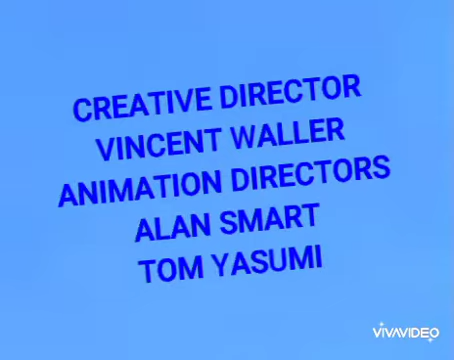 CREATIVE DIRECTOR
VINCENT WALLER
ANIMATION DIRECTORS
ALAN SMART
TOM YASUMI
VIVAVIDEO